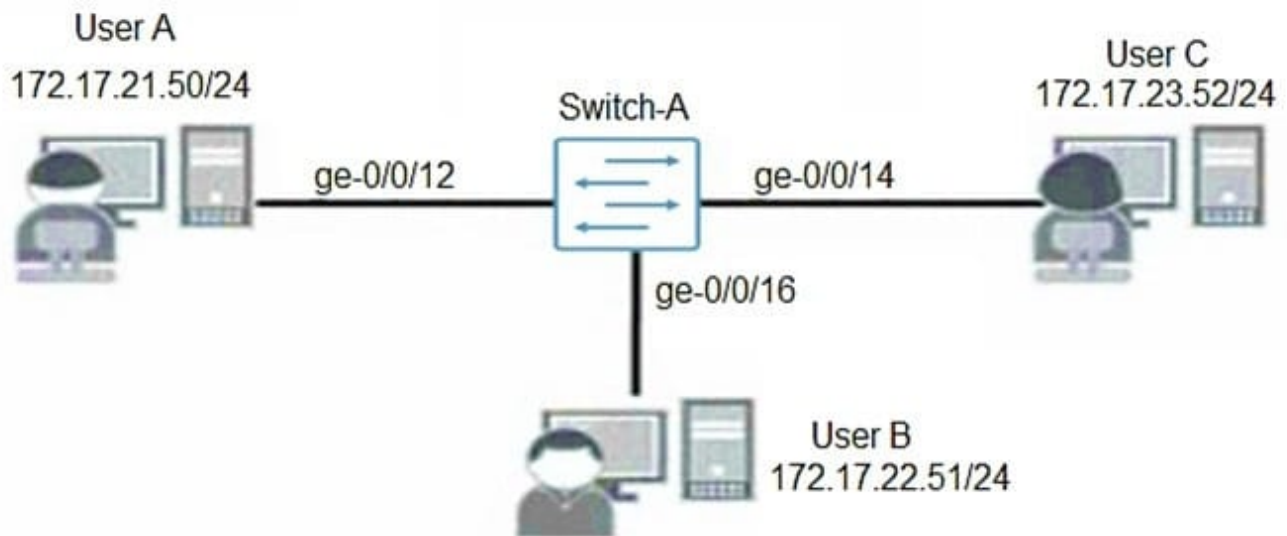 User A
172.17.21.50/24
User C
172.17.23.52/24
Switch-A
ge-0/0/12
ge-0/0/14
ge-0/0/16
User B
172.17.22.51/24